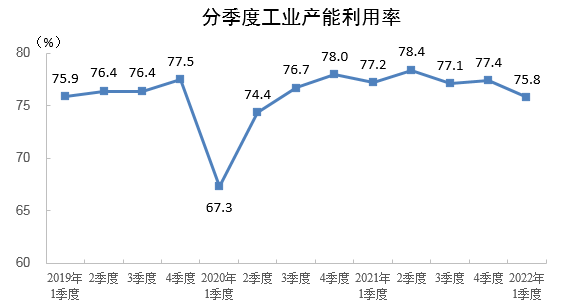 分季度工业产能利用率
(%)
80
75
70
65
60
75.9
76.4
76.4
77.5
67.3
74.4
76.7
78.0
77.2
78.4
77.1
77.4
75.8
2019年
1季度
2季度
3季度
4季度
2020年
1季度
2季度
3季度
4季度
2021年
1季度
2季度
3季度
4季度
2022年
1季度